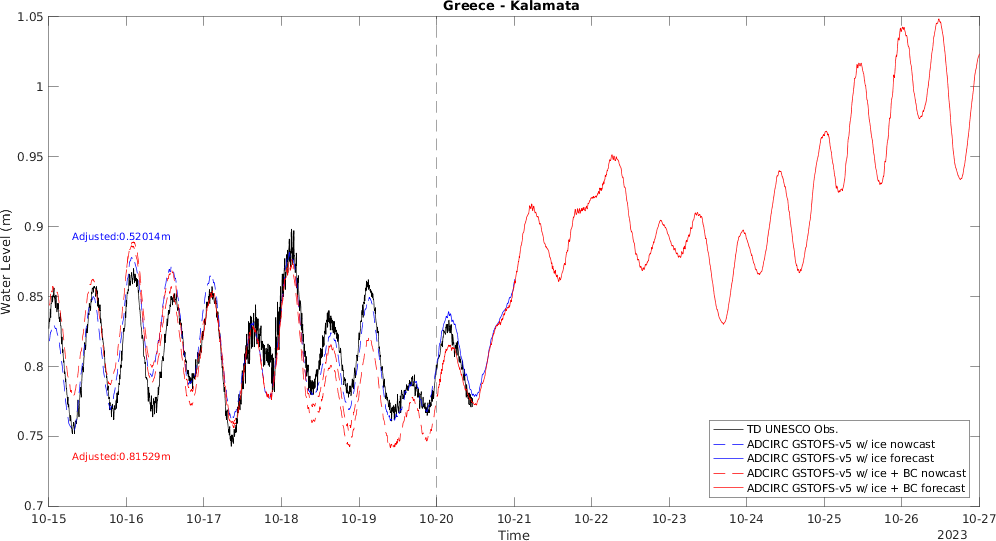 Greece - Kalamata
1.05
1
0.95
0.9
0.85
0.8
0.75
0.7
Water Level (m)
Adjusted:0.52014m
Adjusted:0.81529m
TD UNESCO Obs.
ADCIRC GSTOFS-v5 w/ ice nowcast
ADCIRC GSTOFS-v5 w/ ice forecast
ADCIRC GSTOFS-v5 w/ ice + BC nowcast
ADCIRC GSTOFS-v5 w/ ice + BC forecast
10-15 10-16 10-17 10-18 10-19 10-20 10-21 10-22 10-23 10-24 10-25 10-26 10-27
Time
2023